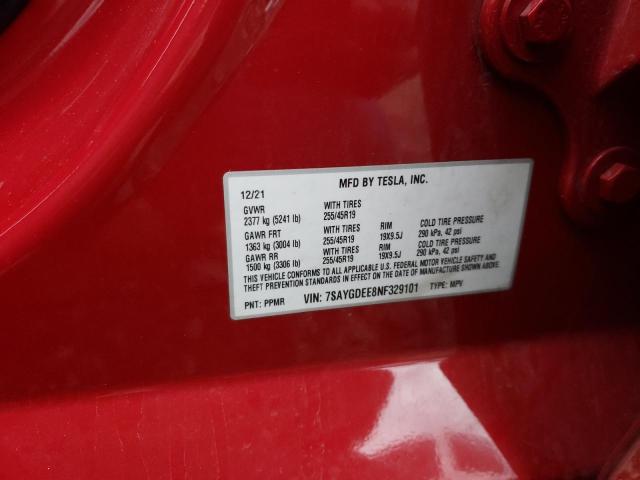 MFD BY TESLA, INC.
12/21
GVWR WITH TIRES
2377 kg (5241 lb) 255/45R19
GAWR FRT WITH TIRES RIM COLD TIRE PRESSURE
1363 kg (3004 lb) 255/45R19 19X9.5J 290 kPa, 42 psi
GAWR RR WITH TIRES RIM COLD TIRE PRESSURE
1500 kg (3306 lb) 255/45R19 19X9.5J 290 kPa, 42 psi
THIS VEHICLE CONFORMS TO ALL APPLICABLE U.S. FEDERAL MOTOR VEHICLE SAFETY AND
THEFT PREVENTION STANDARDS IN EFFECT ON THE DATE OF MANUFACTURE SHOWN ABOVE.
PNT: PPMR VIN: 7SAYGDEE8NF329101 TYPE: MPV